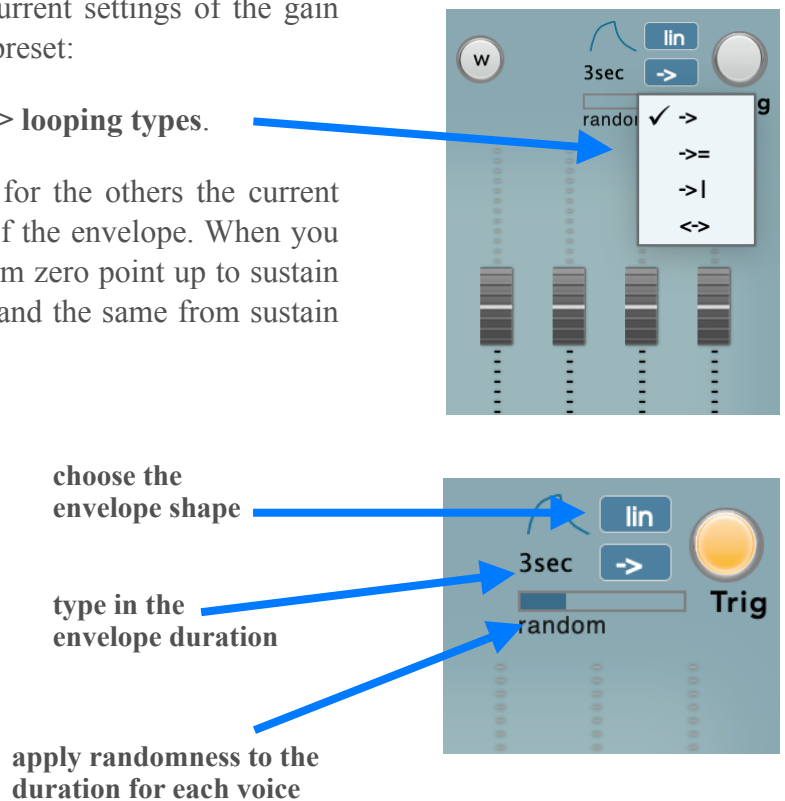 urrent settings of the gain
preset:
> looping types.
for the others the current
f the envelope. When you
m zero point up to sustain
and the same from sustain
W
lin
3sec
->
g
✓ ->
->=
->|
<->
choose the
envelope shape
type in the
envelope duration
apply randomness to the
duration for each voice
lin
3sec
->
Trig
random